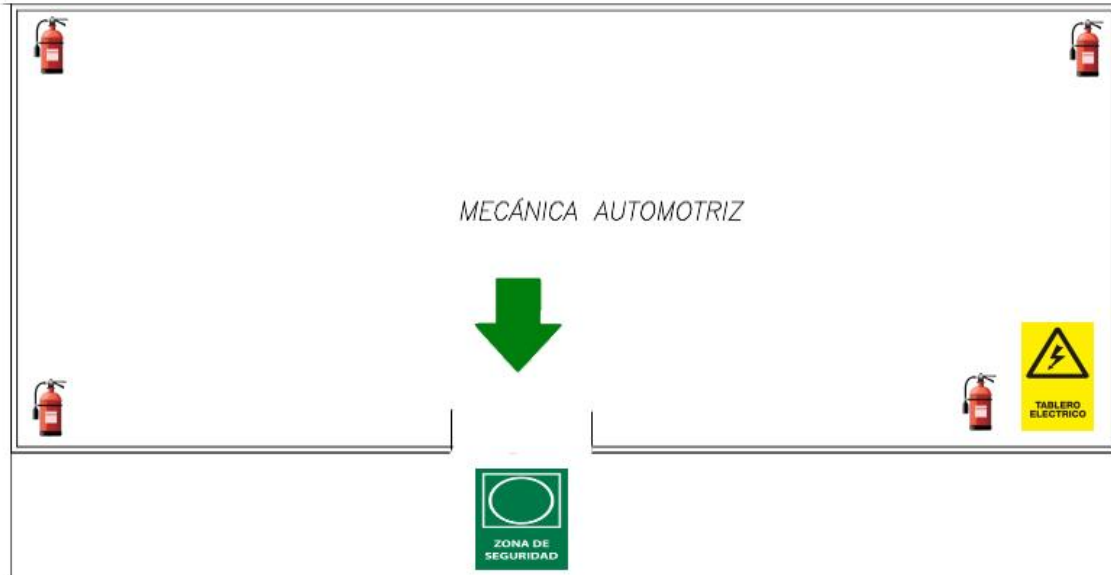 MECÁNICA AUTOMOTRIZ
TABLERO
ELECTRICO
ZONA DE
SEGURIDAD